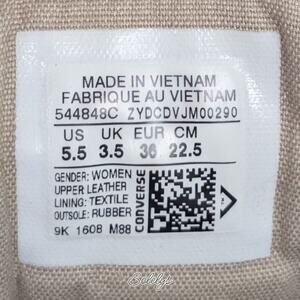 MADE IN VIETNAM
FABRIQUE AU VIETNAM
544848C ZYDCDVJM00290
US UK EUR CM
5.5 3.5 36 22.5
GENDER: WOMEN
UPPER LEATHER
LINING: TEXTILE
OUTSOLE: RUBBER
9K 1608 M88
CONVERSE